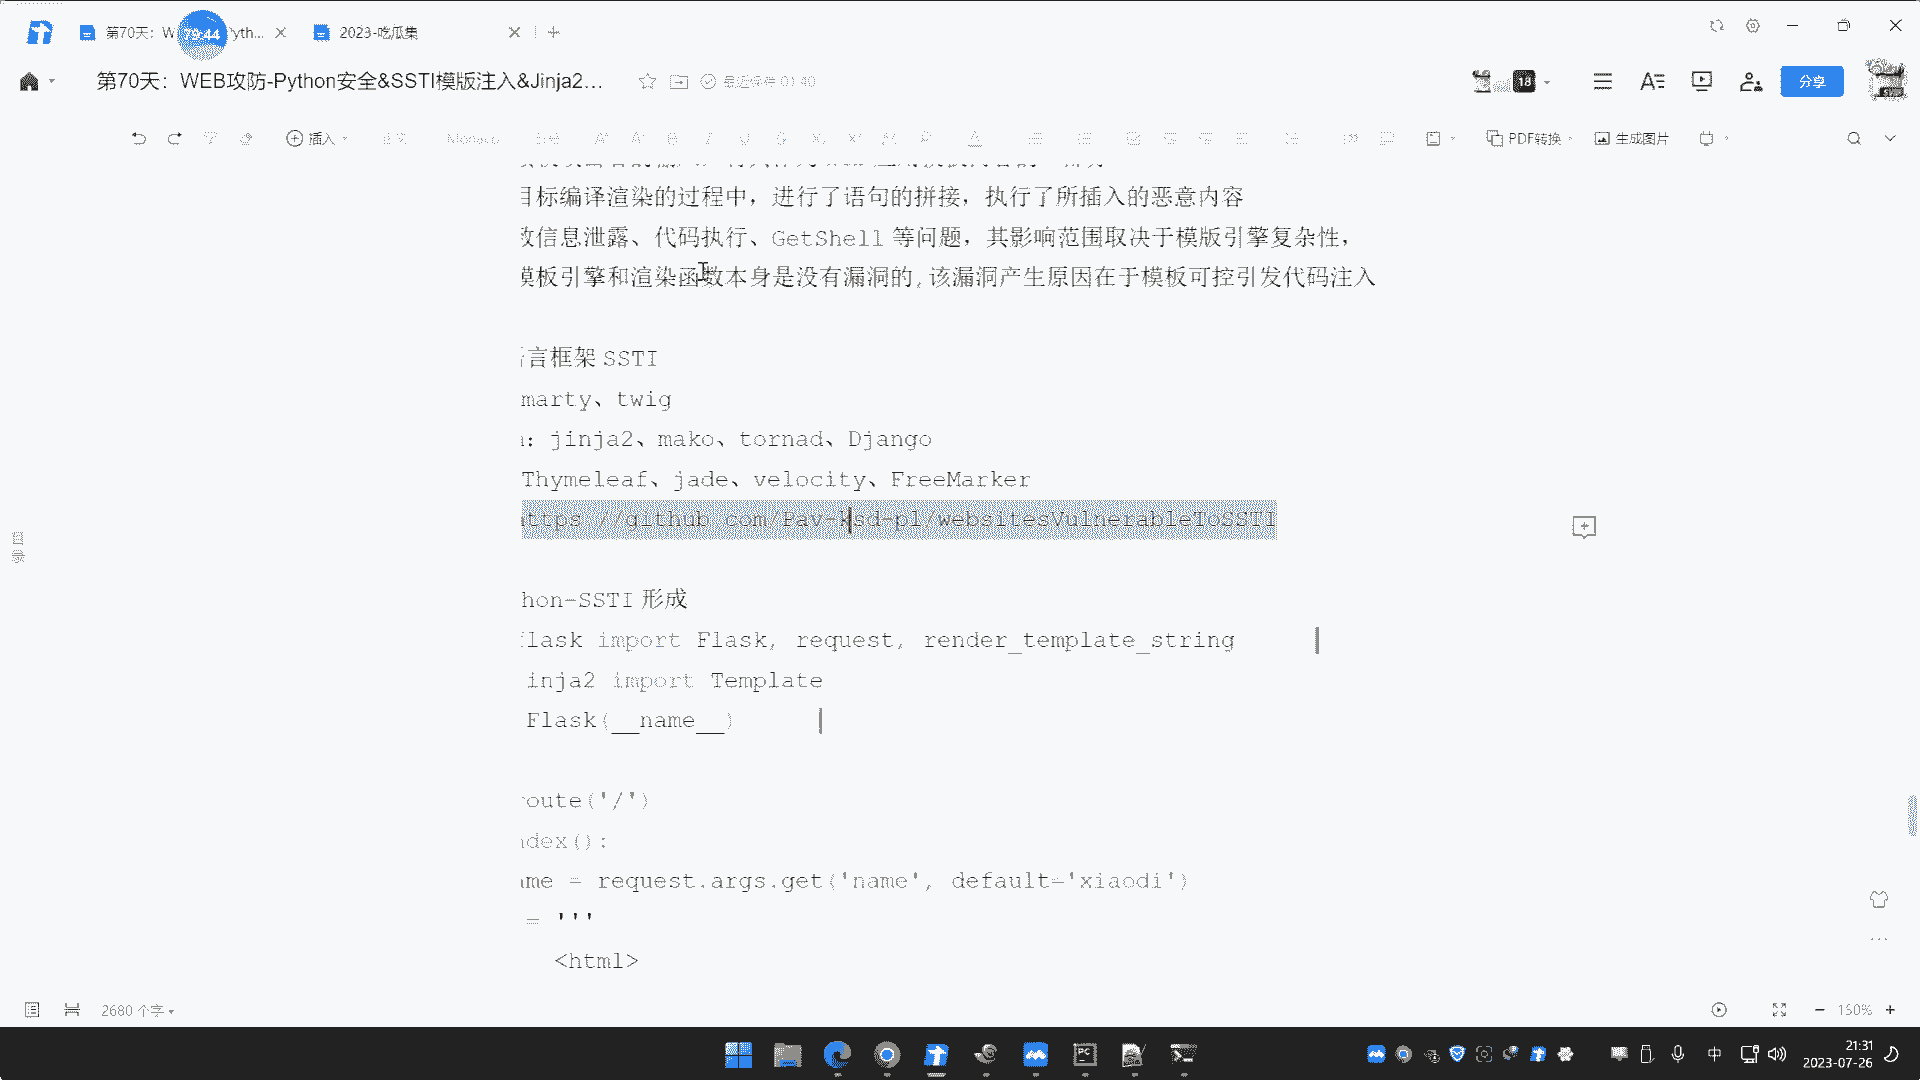 第70天：W
79:44
yth...
2023-吃瓜集
第70天：WEB攻防-Python安全&SSTI模版注入&Jinja2...
最近保存 01:40
18
分享
插入
PDF转换
生成图片
目标编译渲染的过程中，进行了语句的拼接，执行了所插入的恶意内容
致信息泄露、代码执行、GetShell 等问题，其影响范围取决于模版引擎复杂性，
模板引擎和渲染函数本身是没有漏洞的,该漏洞产生原因在于模板可控引发代码注入
言框架 SSTI
marty、twig
: jinja2、mako、tornad、Django
Thymeleaf、jade、velocity、FreeMarker
https://github.com/Pav-ksd-pl/websitesVulnerableToSSTI
目录
hon-SSTI 形成
flask import Flask, request, render_template_string
inja2 import Template
Flask(__name__)
route('/')
ndex():
ame = request.args.get('name', default='xiaodi')
= '''
<html>
2680 个字
160%
中
21:31
2023-07-26